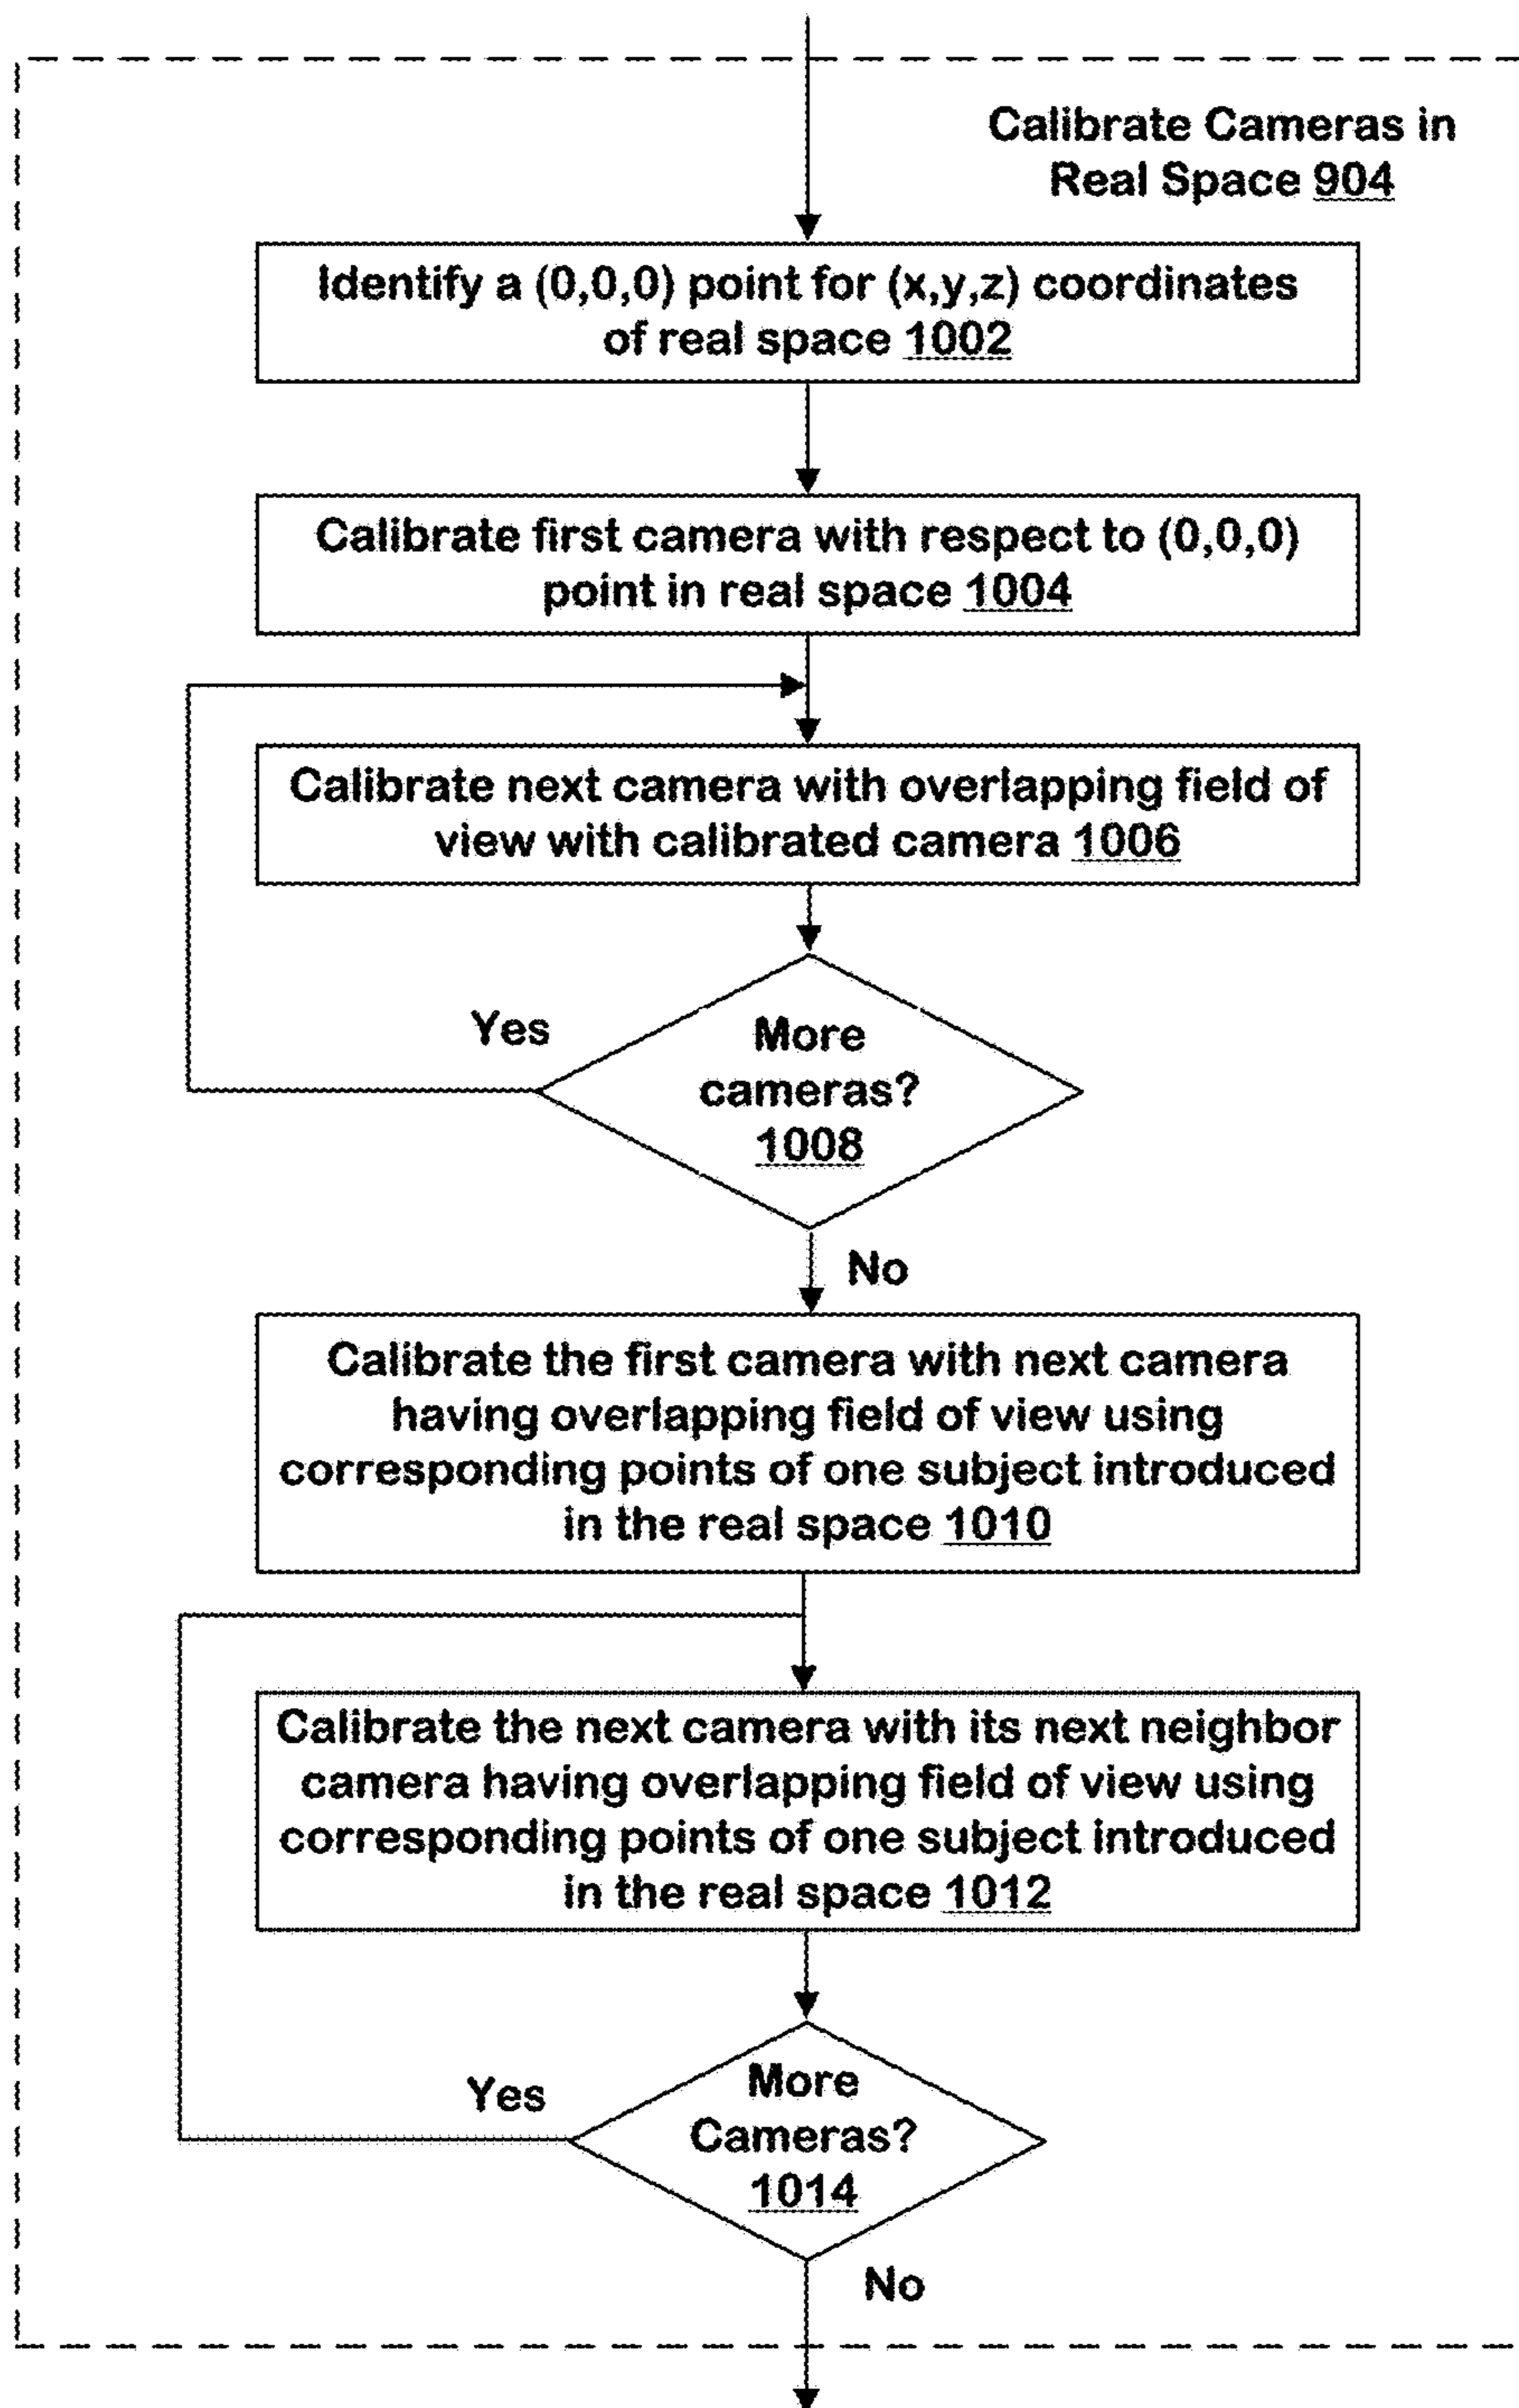 Calibrate Cameras in
Real Space 904
Identify a (0,0,0) point for (x,y,z) coordinates
of real space 1002
Calibrate first camera with respect to (0,0,0)
point in real space 1004
Calibrate next camera with overlapping field of
view with calibrated camera 1006
Yes
More
cameras?
1008
No
Calibrate the first camera with next camera
having overlapping field of view using
corresponding points of one subject introduced
in the real space 1010
Calibrate the next camera with its next neighbor
camera having overlapping field of view using
corresponding points of one subject introduced
in the real space 1012
Yes
More
Cameras?
1014
No